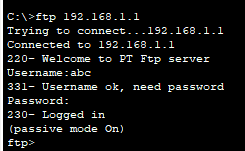 C:\>ftp 192.168.1.1
Trying to connect...192.168.1.1
Connected to 192.168.1.1
220- Welcome to PT Ftp server
Username:abc
331- Username ok, need password
Password:
230- Logged in
(passive mode On)
ftp>